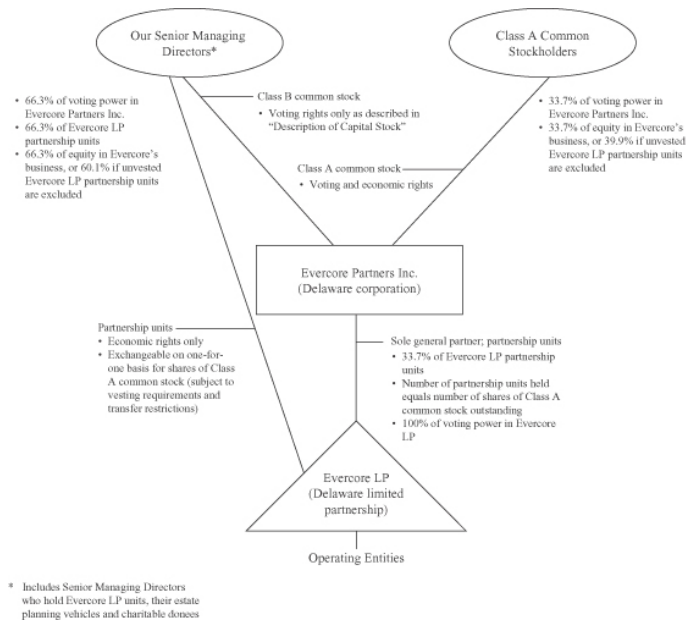 Our Senior Managing
Directors*
Class A Common
Stockholders
• 66.3% of voting power in
Evercore Partners Inc.
• 66.3% of Evercore LP
partnership units
• 66.3% of equity in Evercore's
business, or 60.1% if unvested
Evercore LP partnership units
are excluded
Class B common stock
• Voting rights only as described in
"Description of Capital Stock"
• 33.7% of voting power in
Evercore Partners Inc.
• 33.7% of equity in Evercore's
business, or 39.9% if unvested
Evercore LP partnership units
are excluded
Class A common stock
• Voting and economic rights
Evercore Partners Inc.
(Delaware corporation)
Partnership units
• Economic rights only
• Exchangeable on one-for-
one basis for shares of Class
A common stock (subject to
vesting requirements and
transfer restrictions)
Sole general partner; partnership units
• 33.7% of Evercore LP partnership
units
• Number of partnership units held
equals number of shares of Class A
common stock outstanding
• 100% of voting power in Evercore
LP
Evercore LP
(Delaware limited
partnership)
Operating Entities
* Includes Senior Managing Directors
who hold Evercore LP units, their estate
planning vehicles and charitable donees